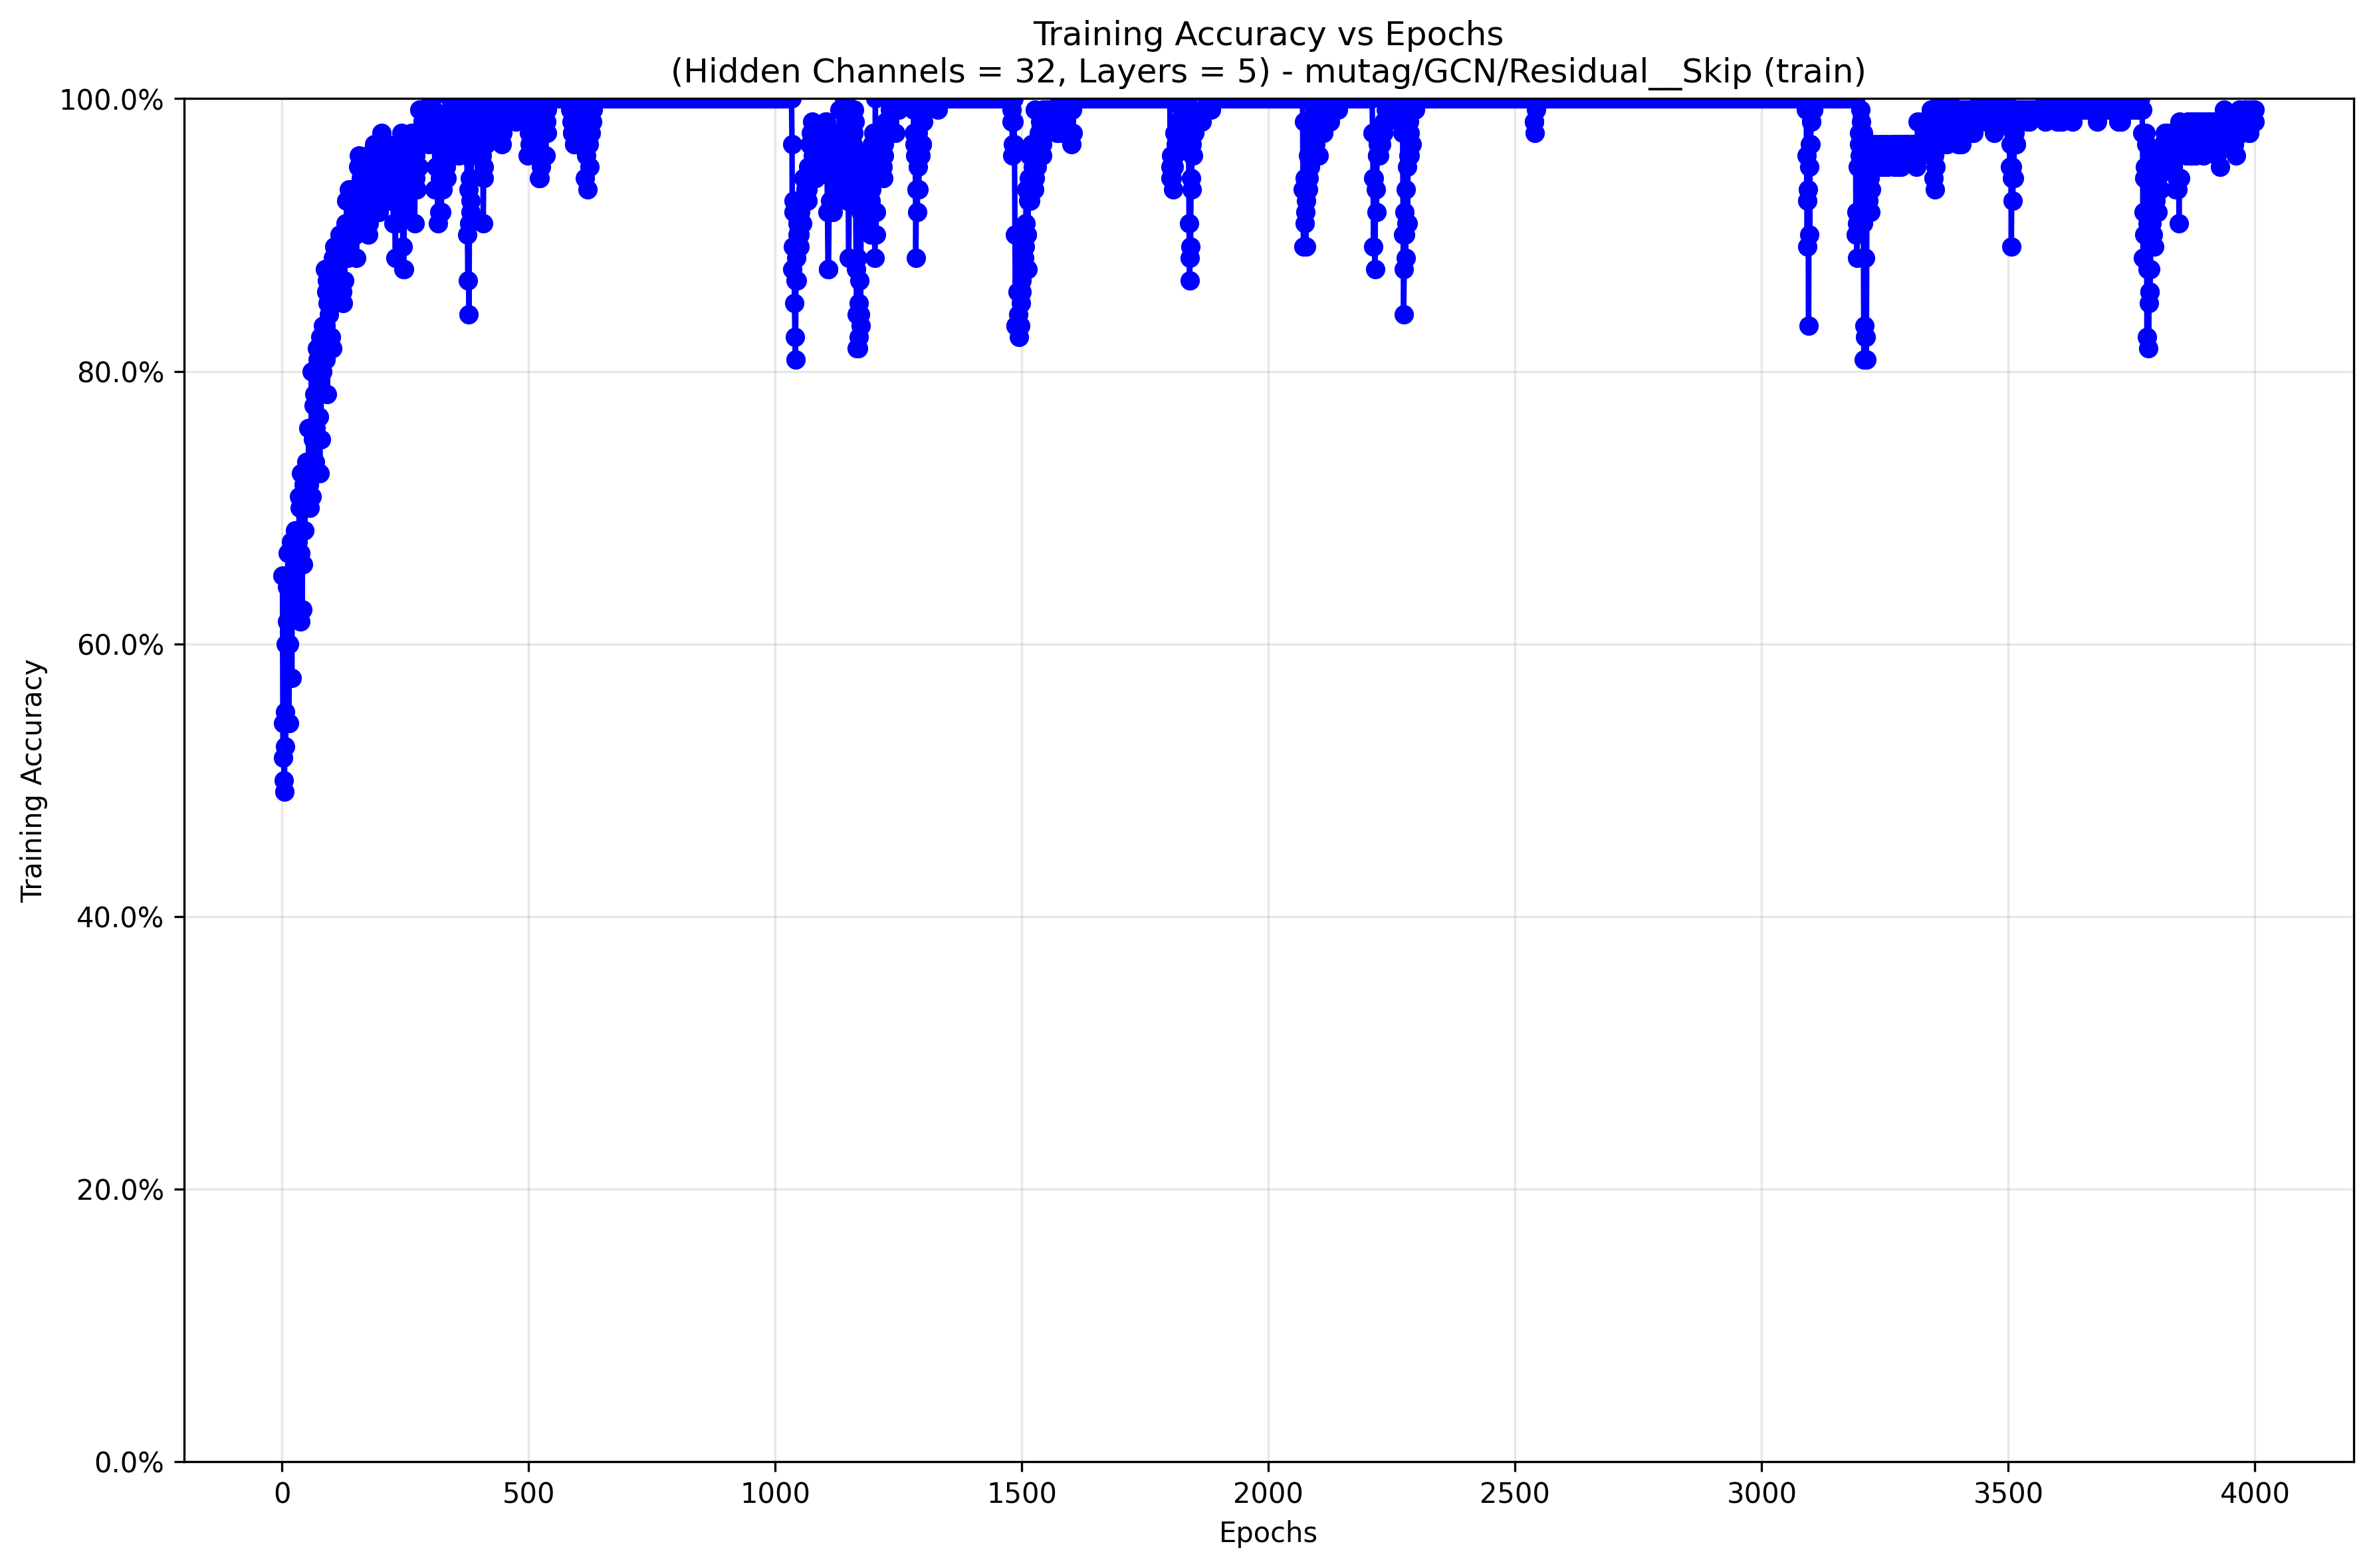 Training Accuracy vs Epochs
(Hidden Channels = 32, Layers = 5) - mutag/GCN/Residual__Skip (train)
100.0%
80.0%
60.0%
40.0%
20.0%
0.0%
Training Accuracy
0 500 1000 1500 2000 2500 3000 3500 4000
Epochs